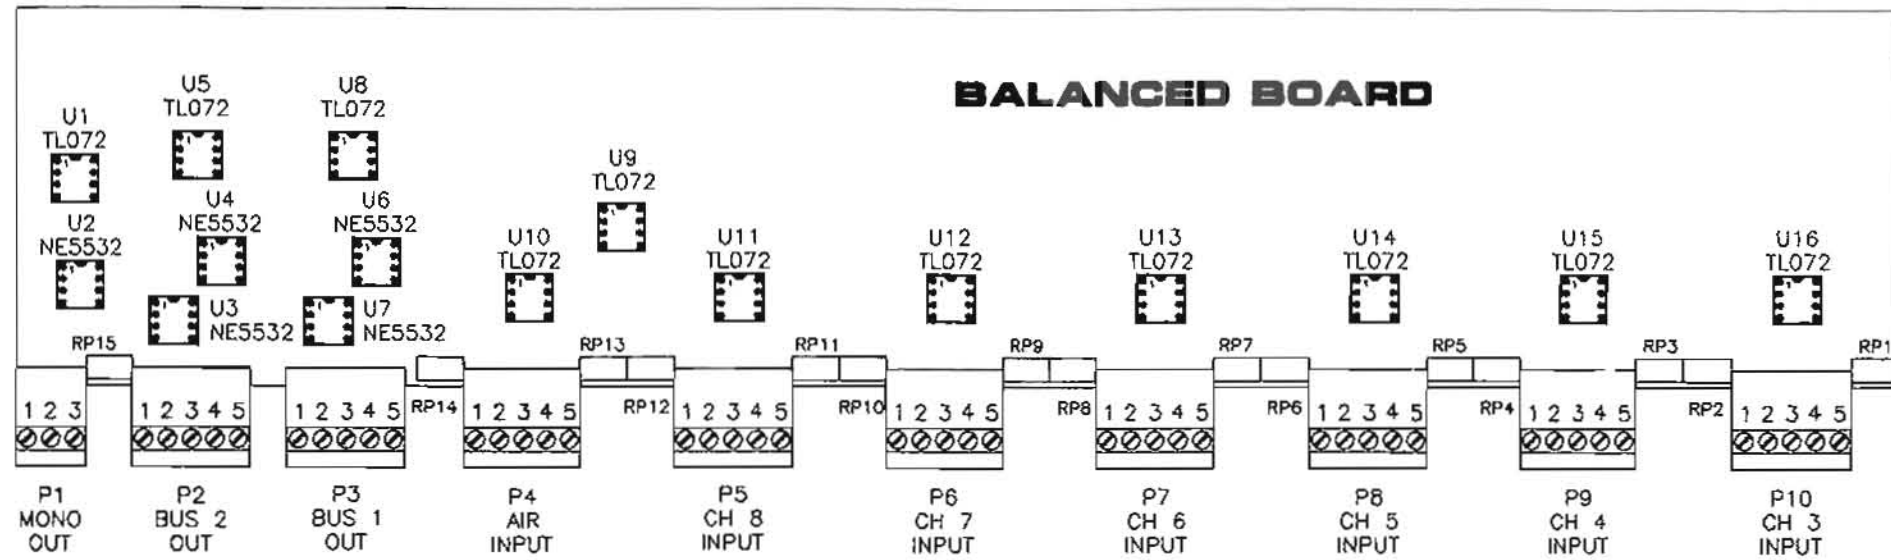 BALANCED BOARD
U1
TL072
U2
NE5532
U5
TL072
U4
NE5532
U3
NE5532
U8
TL072
U6
NE5532
U7
NE5532
U9
TL072
U10
TL072
U11
TL072
U12
TL072
U13
TL072
U14
TL072
U15
TL072
U16
TL072
RP15
RP13
RP11
RP9
RP7
RP5
RP3
RP1
RP14
RP12
RP10
RP8
RP6
RP4
RP2
1 2 3
1 2 3 4 5
1 2 3 4 5
1 2 3 4 5
1 2 3 4 5
1 2 3 4 5
1 2 3 4 5
1 2 3 4 5
1 2 3 4 5
1 2 3 4 5
P1
MONO
OUT
P2
BUS 2
OUT
P3
BUS 1
OUT
P4
AIR
INPUT
P5
CH 8
INPUT
P6
CH 7
INPUT
P7
CH 6
INPUT
P8
CH 5
INPUT
P9
CH 4
INPUT
P10
CH 3
INPUT